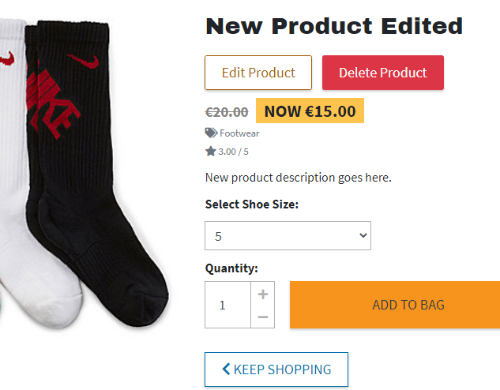 New Product Edited
Edit Product Delete Product
€20.00 NOW €15.00
Footwear
3.00 / 5
New product description goes here.
Select Shoe Size:
5
Quantity:
1 + −
ADD TO BAG
KEEP SHOPPING